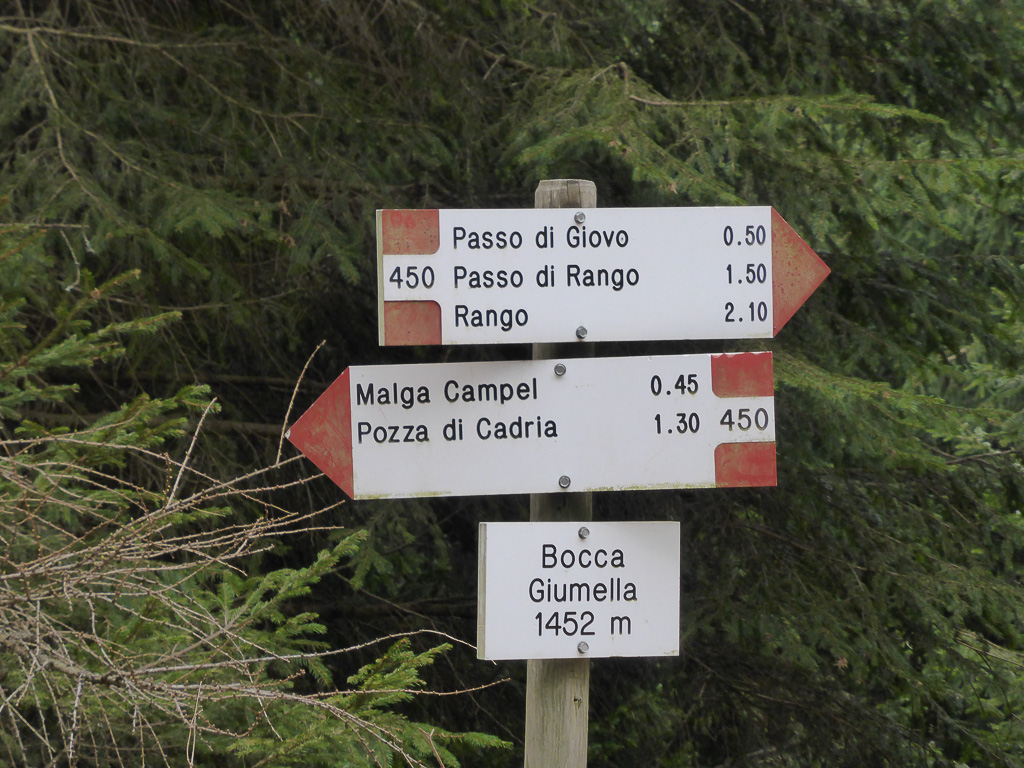 Passo di Giovo 0.50
450 Passo di Rango 1.50
Rango 2.10
Malga Campel 0.45
Pozza di Cadria 1.30 450
Bocca
Giumella
1452 m